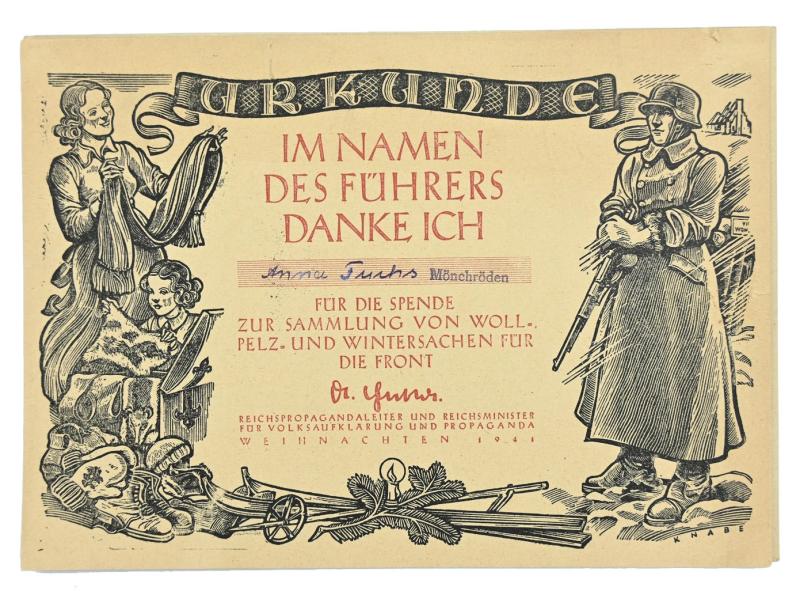 URKUNDE
IM NAMEN
DES FÜHRERS
DANKE ICH
Anna Fuchs Mönchröden
FÜR DIE SPENDE
ZUR SAMMLUNG VON WOLL-,
PELZ- UND WINTERSACHEN FÜR
DIE FRONT
REICHSPROPAGANDALEITER UND REICHSMINISTER
FÜR VOLKSAUFKLÄRUNG UND PROPAGANDA
WEIHNACHTEN 1941
KNABE